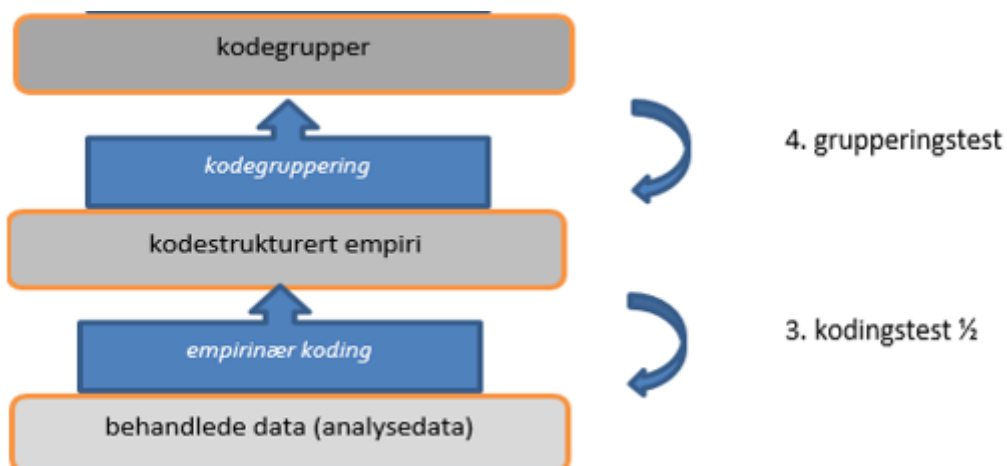 kodegrupper
kodegruppering
4. grupperingstest
kodestrukturert empiri
empirinær koding
3. kodingstest ½
behandlede data (analysedata)